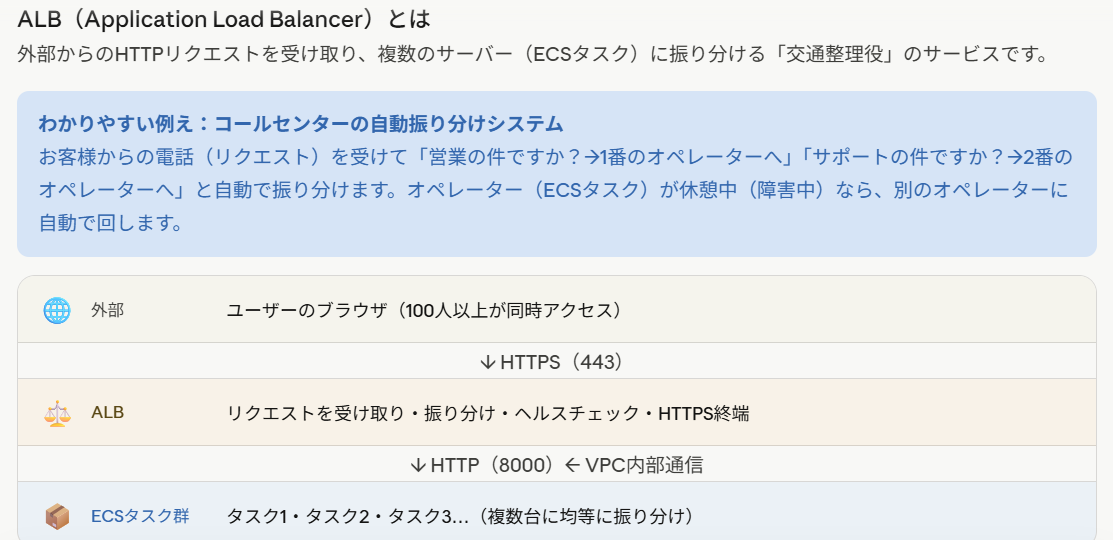 ALB（Application Load Balancer）とは
外部からのHTTPリクエストを受け取り、複数のサーバー（ECSタスク）に振り分ける「交通整理役」のサービスです。
わかりやすい例え：コールセンターの自動振り分けシステム
お客様からの電話（リクエスト）を受けて「営業の件ですか？→1番のオペレーターへ」「サポートの件ですか？→2番の
オペレーターへ」と自動で振り分けます。オペレーター（ECSタスク）が休憩中（障害中）なら、別のオペレーターに
自動で回します。
外部 ユーザーのブラウザ（100人以上が同時アクセス）
↓ HTTPS（443）
ALB リクエストを受け取り・振り分け・ヘルスチェック・HTTPS終端
↓ HTTP（8000）← VPC内部通信
ECSタスク群 タスク1・タスク2・タスク3…（複数台に均等に振り分け）